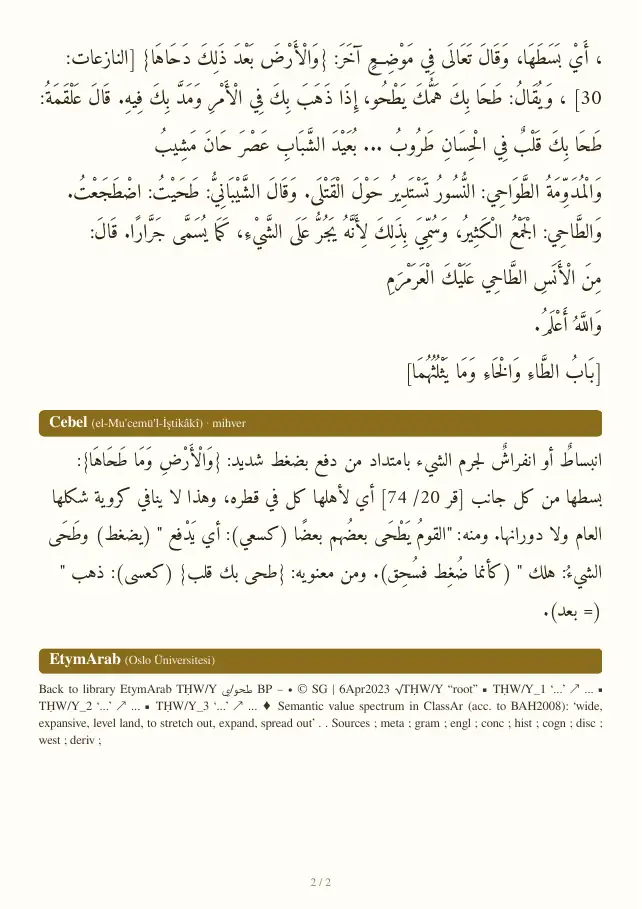 ، أَيْ بَسَطَهَا، وَقَالَ تَعَالَى فِي مَوْضِعٍ آخَرَ: {وَالْأَرْضَ بَعْدَ ذَلِكَ دَحَاهَا} [النازعات:
30] ، وَيُقَالُ: طَحَا بِكَ هَمُّكَ يَطْحُو، إِذَا ذَهَبَ بِكَ فِي الْأَمْرِ وَمَدَّ بِكَ فِيهِ. قَالَ عَلْقَمَةُ:
طَحَا بِكَ قَلْبٌ فِي الْحِسَانِ طَرُوبُ ... بُعَيْدَ الشَّبَابِ عَصْرَ حَانَ مَشِيبُ
وَالْمُدَوِّمَةُ الطَّوَاحِي: النُّسُورُ تَسْتَدِيرُ حَوْلَ الْقَتْلَى. وَقَالَ الشَّيْبَانِيُّ: طَحَيْتُ: اضْطَجَعْتُ.
وَالطَّاحِي: الْجَمْعُ الْكَثِيرُ، وَسُمِّيَ بِذَلِكَ لِأَنَّهُ يَجُرُّ عَلَى الشَّيْءِ، كَمَا يُسَمَّى جَرَّارًا. قَالَ:
مِنَ الْأَنَسِ الطَّاحِي عَلَيْكَ الْعَرَمْرَمِ
وَاللَّهُ أَعْلَمُ.
[بَابُ الطَّاءِ وَالْخَاءِ وَمَا يَثْلُثُهُمَا]
Cebel (el-Mu'cemü'l-İştikâkî) · mihver
انبساطٌ أو انفراشٌ لجرم الشيء بامتداد من دفع بضغط شديد: {وَالْأَرْضِ وَمَا طَحَاهَا}:
بسطها من كل جانب [قر 20/ 74] أي لأهلها كل في قطره، وهذا لا ينافي كروية شكلها
العام ولا دورانها. ومنه: "القومُ يَطْحَى بعضُهم بعضًا (كسعي): أي يَدْفع " (يضغط) وطَحَى
الشيءُ: هلك " (كأنما ضُغِط فسُحِق). ومن معنويه: {طحى بك قلب} (كعسى): ذهب "
(= بعد).
EtymArab (Oslo Üniversitesi)
Back to library EtymArab ṬḤW/Y طحو/ي BP – • © SG | 6Apr2023 √ṬḤW/Y “root” ▪ ṬḤW/Y_1 ‘...’ ↗ ... ▪
ṬḤW/Y_2 ‘...’ ↗ ... ▪ ṬḤW/Y_3 ‘...’ ↗ ... ♦ Semantic value spectrum in ClassAr (acc. to BAH2008): ‘wide,
expansive, level land, to stretch out, expand, spread out’ . . Sources ; meta ; gram ; engl ; conc ; hist ; cogn ; disc ;
west ; deriv ;
2 / 2